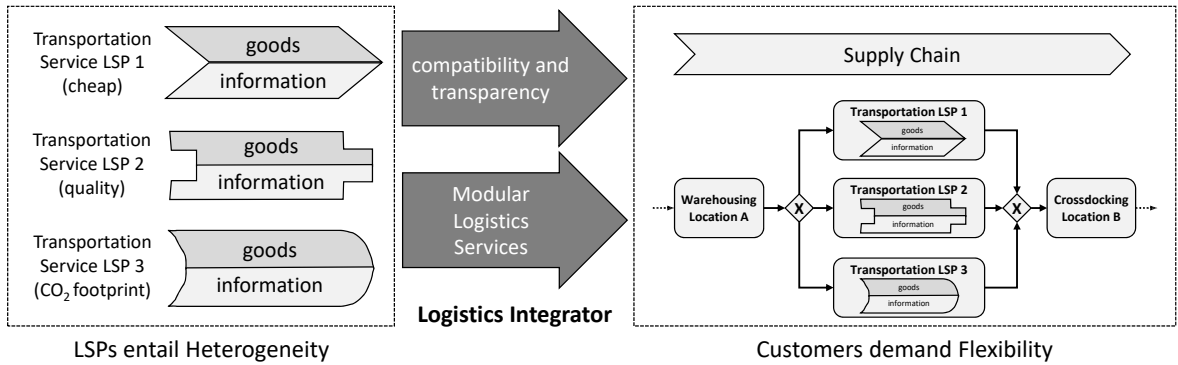 Transportation
Service LSP 1
(cheap)
goods
information
Transportation
Service LSP 2
(quality)
goods
information
Transportation
Service LSP 3
(CO2 footprint)
goods
information
LSPs entail Heterogeneity
compatibility and
transparency
Modular
Logistics
Services
Logistics Integrator
Supply Chain
Warehousing
Location A
X
Transportation LSP 1
goods
information
Transportation LSP 2
goods
information
Transportation LSP 3
goods
information
X
Crossdocking
Location B
Customers demand Flexibility